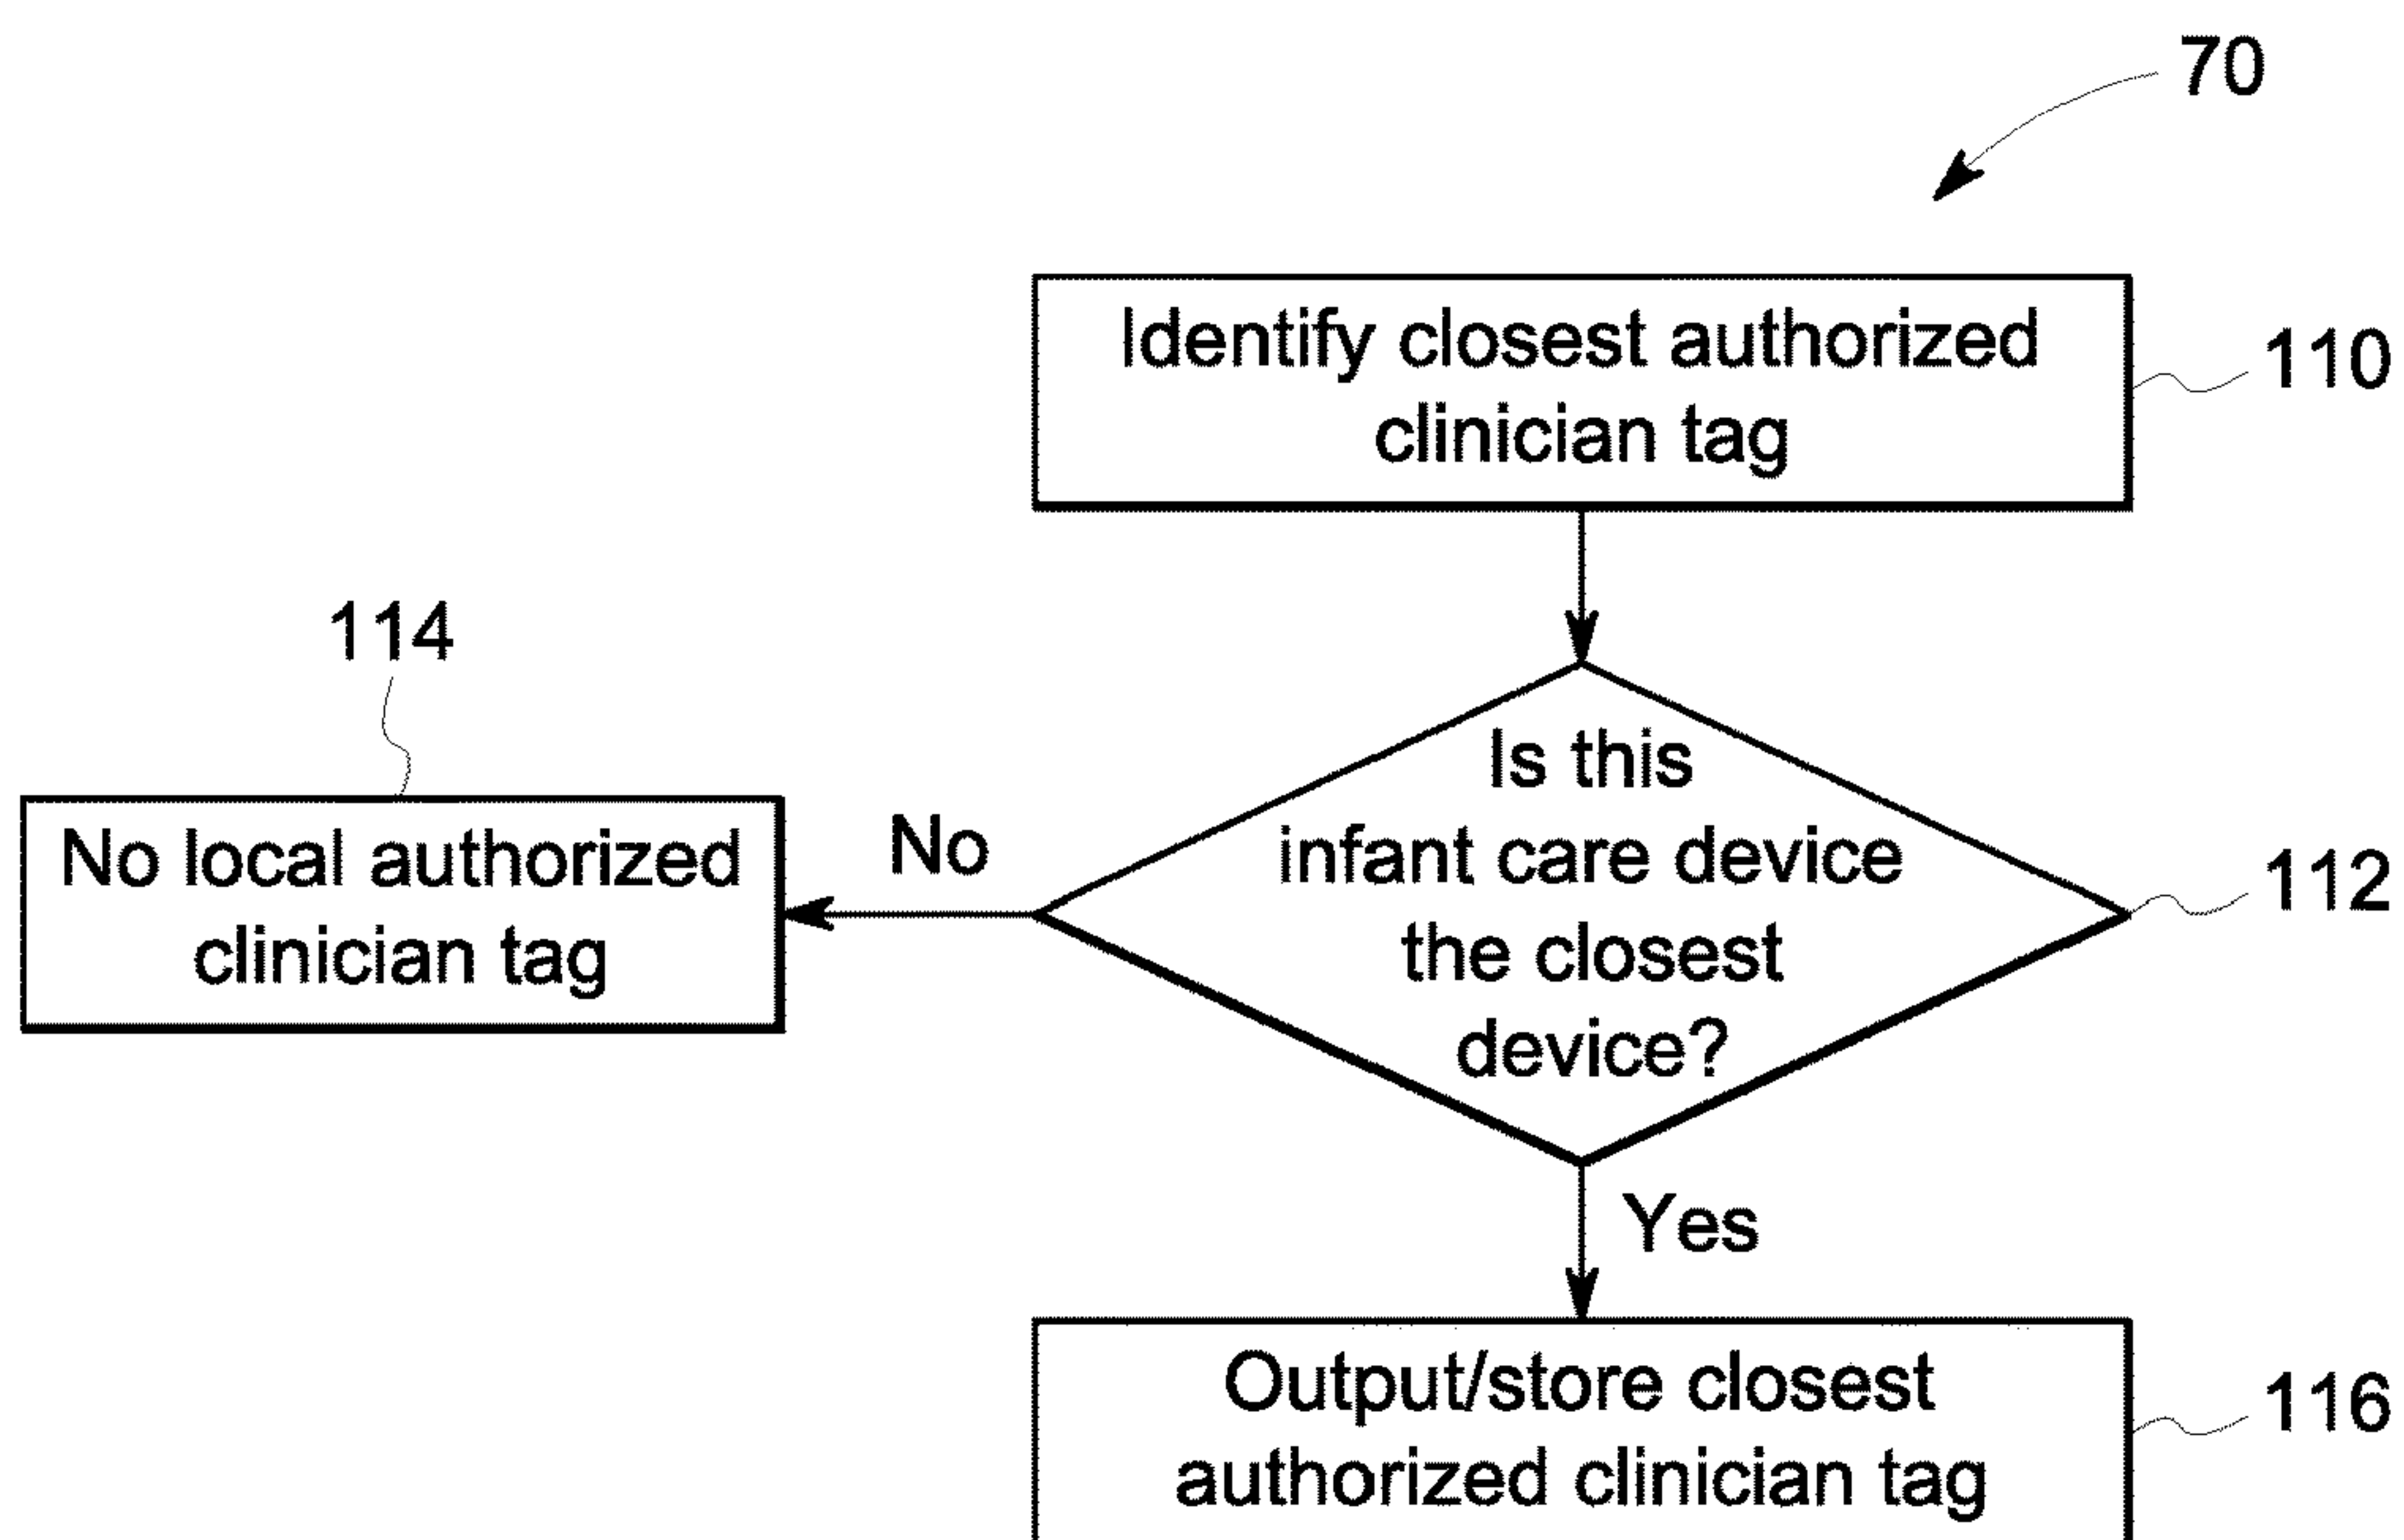 70
Identify closest authorized
clinician tag
110
114
Is this
infant care device
the closest
device?
112
No
No local authorized
clinician tag
Yes
Output/store closest
authorized clinician tag
116